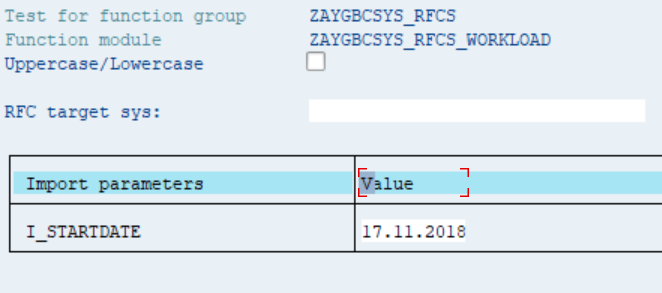 Test for function group ZAYGBCSYS_RFCS
Function module ZAYGBCSYS_RFCS_WORKLOAD
Uppercase/Lowercase
RFC target sys:
Import parameters Value
I_STARTDATE 17.11.2018